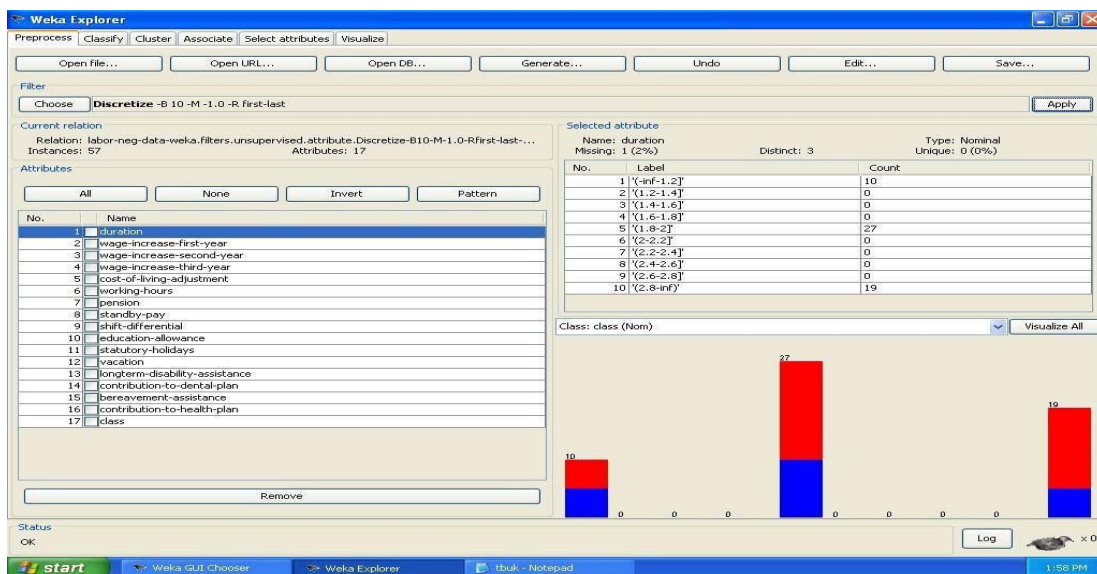 Weka Explorer
Preprocess Classify Cluster Associate Select attributes Visualize
Open file... Open URL... Open DB... Generate... Undo Edit... Save...
Filter
Choose Discretize -B 10 -M -1.0 -R first-last Apply
Current relation
Relation: labor-neg-data-weka.filters.unsupervised.attribute.Discretize-B10-M-1.0-Rfirst-last-...
Instances: 57 Attributes: 17
Attributes
All None Invert Pattern
No. Name
1 duration
2 wage-increase-first-year
3 wage-increase-second-year
4 wage-increase-third-year
5 cost-of-living-adjustment
6 working-hours
7 pension
8 standby-pay
9 shift-differential
10 education-allowance
11 statutory-holidays
12 vacation
13 longterm-disability-assistance
14 contribution-to-dental-plan
15 bereavement-assistance
16 contribution-to-health-plan
17 class
Remove
Selected attribute
Name: duration Type: Nominal
Missing: 1 (2%) Distinct: 3 Unique: 0 (0%)
No. Label Count
1 '(-inf-1.2]' 10
2 '(1.2-1.4]' 0
3 '(1.4-1.6]' 0
4 '(1.6-1.8]' 0
5 '(1.8-2]' 27
6 '(2-2.2]' 0
7 '(2.2-2.4]' 0
8 '(2.4-2.6]' 0
9 '(2.6-2.8]' 0
10 '(2.8-inf)' 19
Class: class (Nom) Visualize All
10 0 0 0 27 0 0 0 0 19
Status
OK Log x 0
start Weka GUI Chooser Weka Explorer tbuk - Notepad 1:58 PM